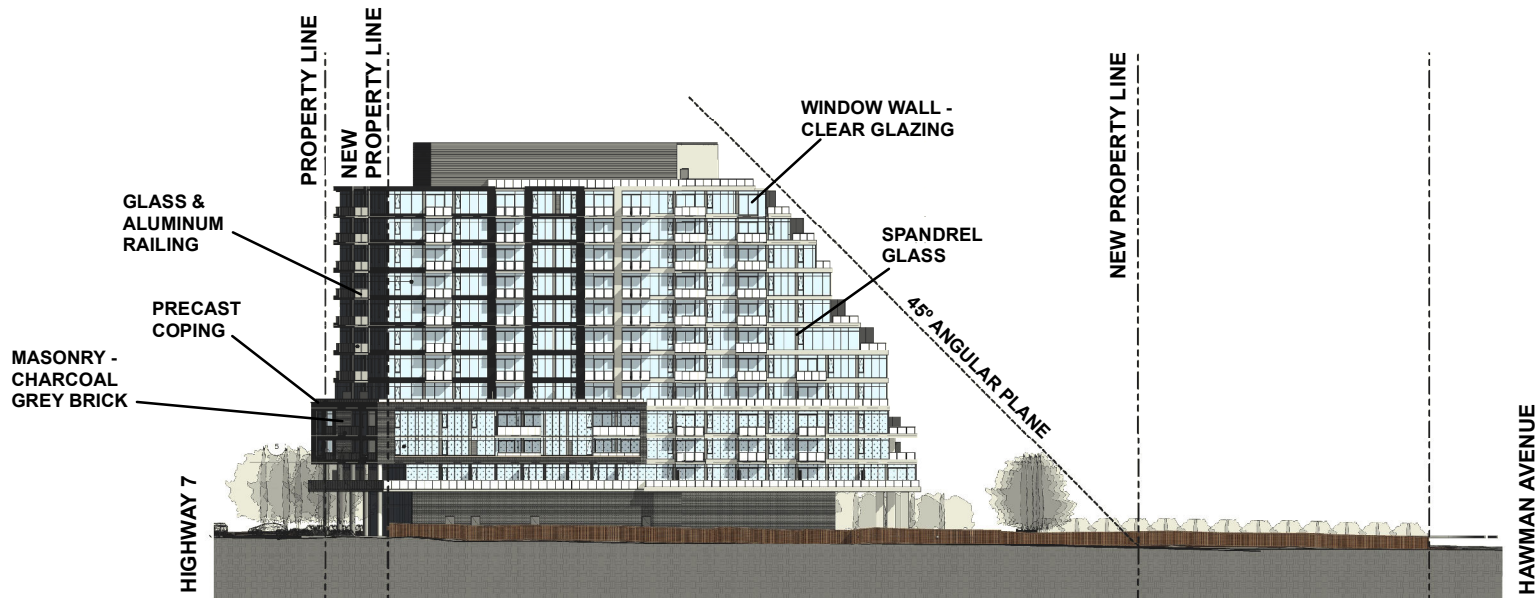 PROPERTY LINE
NEW
PROPERTY LINE
NEW PROPERTY LINE
WINDOW WALL -
CLEAR GLAZING
GLASS &
ALUMINUM
RAILING
SPANDREL
GLASS
PRECAST
COPING
45º ANGULAR PLANE
MASONRY -
CHARCOAL
GREY BRICK
HIGHWAY 7
HAWMAN AVENUE